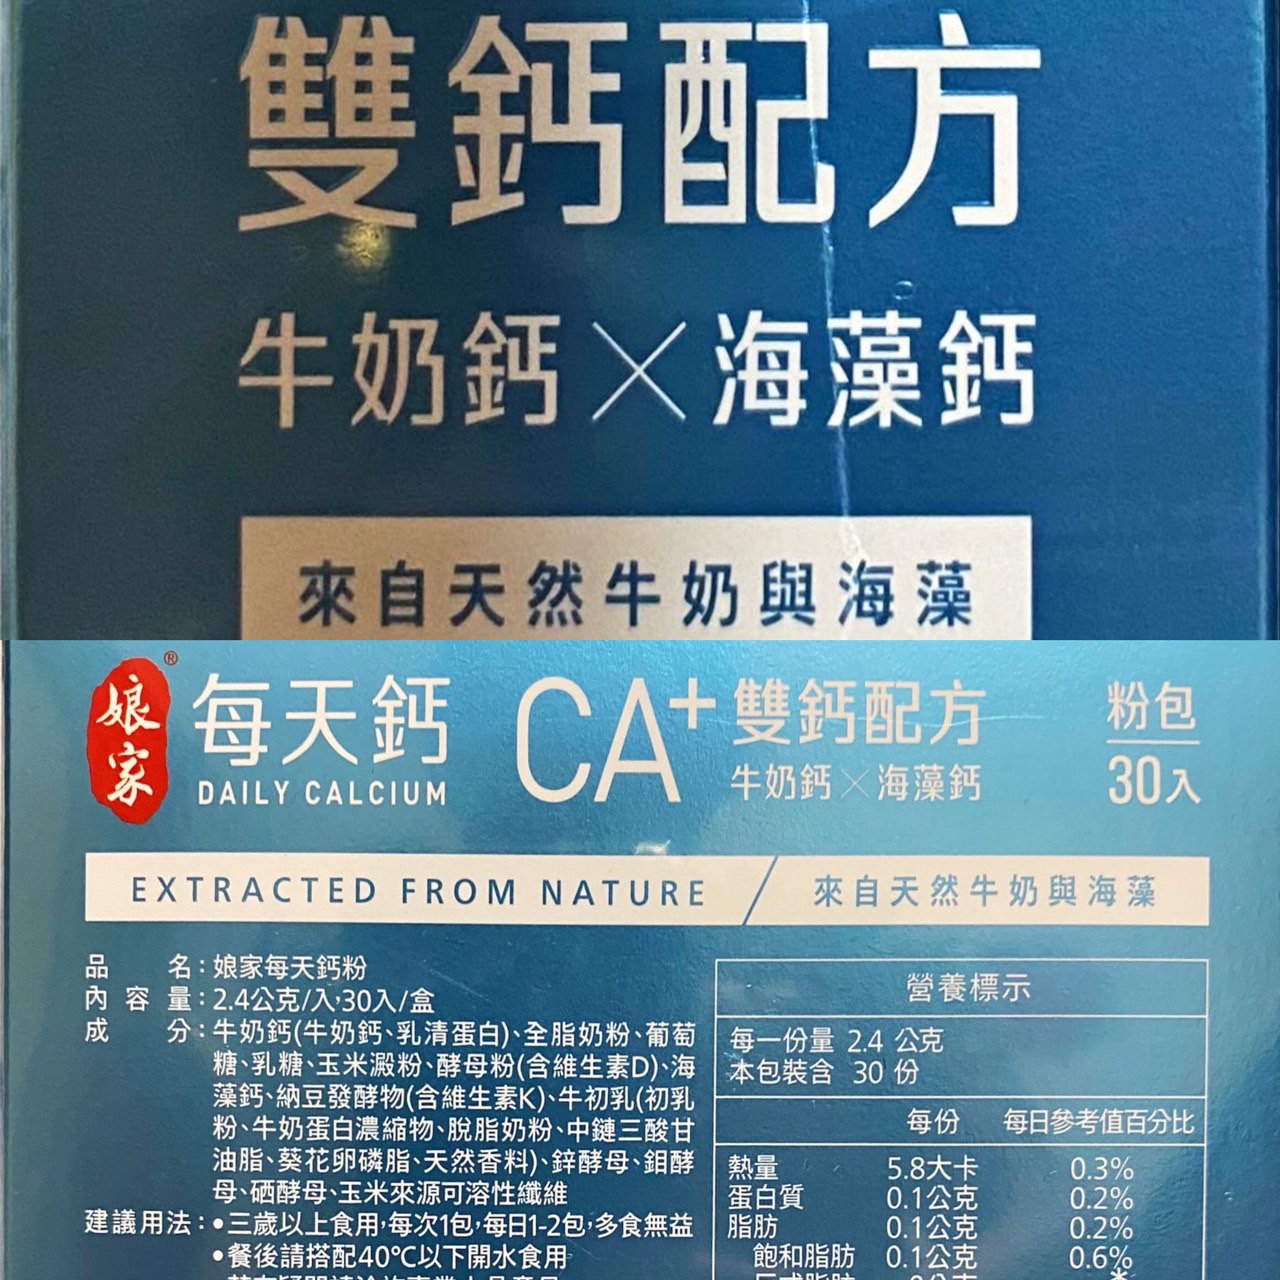 雙鈣配方
牛奶鈣×海藻鈣
來自天然牛奶與海藻
娘家®
每天鈣
DAILY CALCIUM
CA+
雙鈣配方
牛奶鈣×海藻鈣
粉包
30入
EXTRACTED FROM NATURE / 來自天然牛奶與海藻
品名:娘家每天鈣粉
內容量:2.4公克/入,30入/盒
成分:牛奶鈣(牛奶鈣、乳清蛋白)、全脂奶粉、葡萄
糖、乳糖、玉米澱粉、酵母粉(含維生素D)、海
藻鈣、納豆發酵物(含維生素K)、牛初乳(初乳
粉、牛奶蛋白濃縮物、脫脂奶粉、中鏈三酸甘
油脂、葵花卵磷脂、天然香料)、鋅酵母、鉬酵
母、硒酵母、玉米來源可溶性纖維
建議用法:•三歲以上食用,每次1包,每日1-2包,多食無益
•餐後請搭配40℃以下開水食用
營養標示
每一份量 2.4 公克
本包裝含 30 份
每份 每日參考值百分比
熱量 5.8大卡 0.3%
蛋白質 0.1公克 0.2%
脂肪 0.1公克 0.2%
飽和脂肪 0.1公克 0.6%